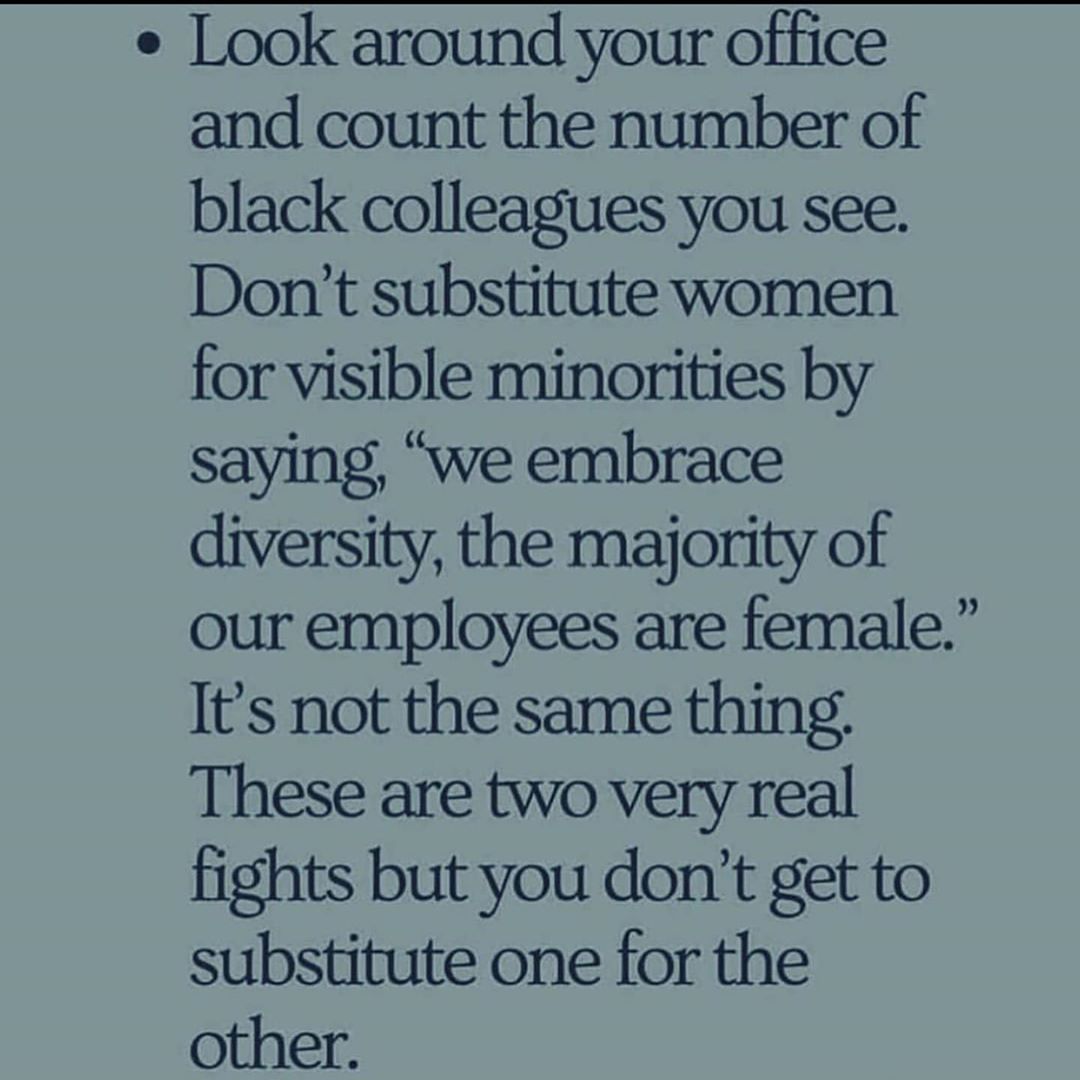 • Look around your office
and count the number of
black colleagues you see.
Don’t substitute women
for visible minorities by
saying, “we embrace
diversity, the majority of
our employees are female.”
It’s not the same thing.
These are two very real
fights but you don’t get to
substitute one for the
other.